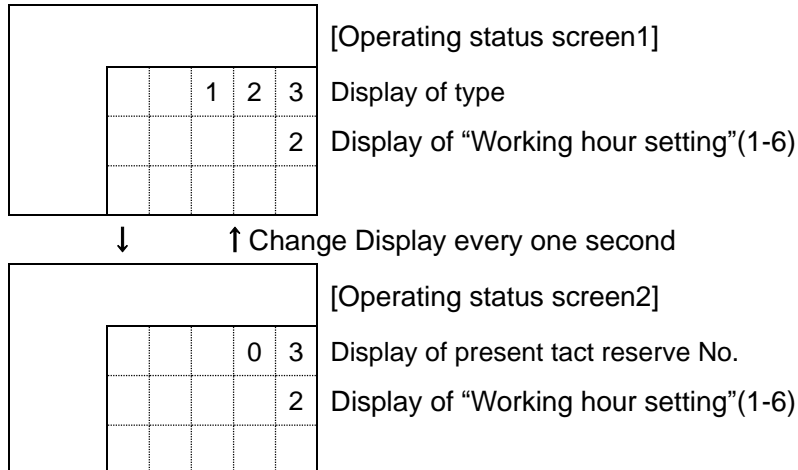 [Operating status screen1]
1 2 3 Display of type
2 Display of “Working hour setting”(1-6)
↓ ↑ Change Display every one second
[Operating status screen2]
0 3 Display of present tact reserve No.
2 Display of “Working hour setting”(1-6)